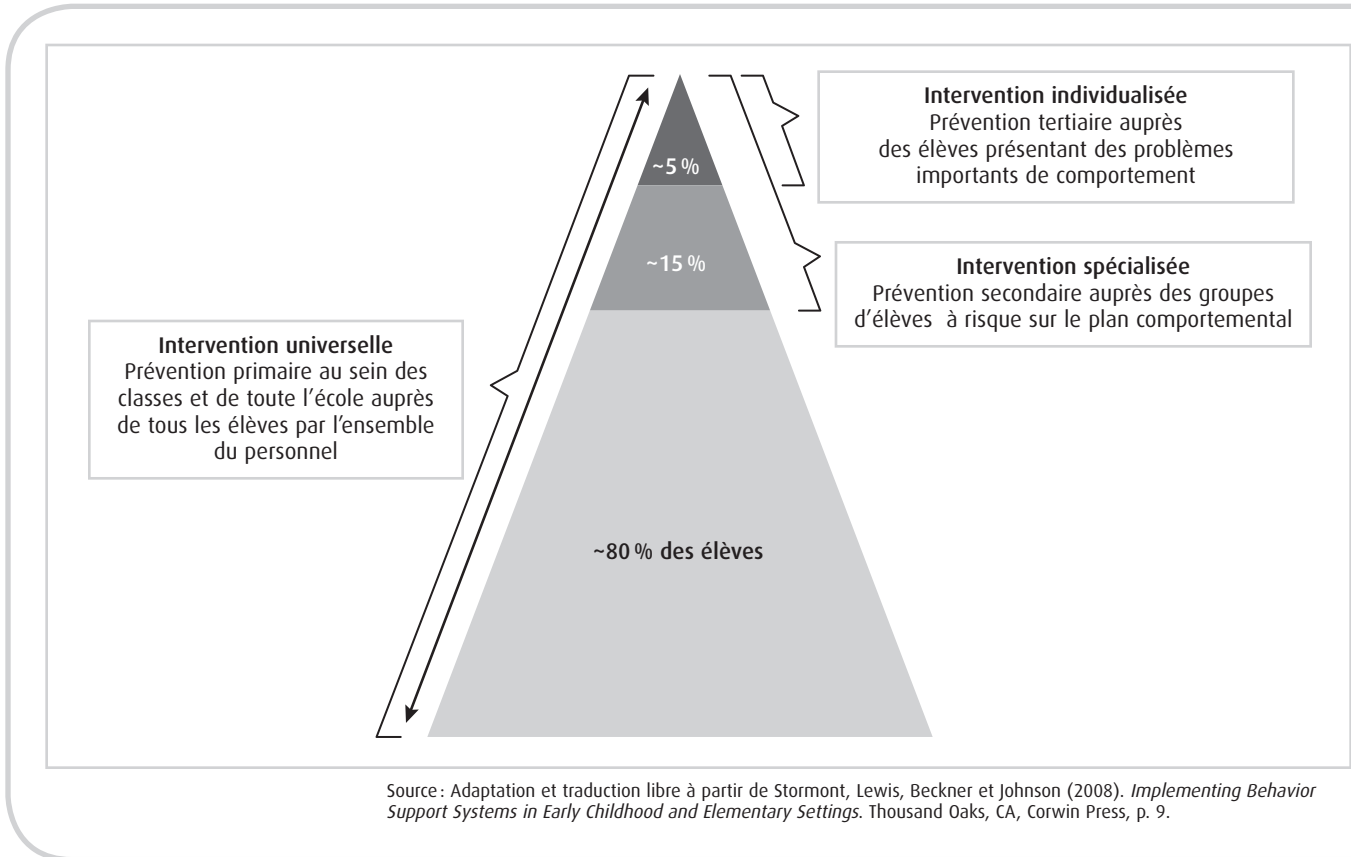 Intervention individualisée
Prévention tertiaire auprès
des élèves présentant des problèmes
importants de comportement
~5 %
~15 %
Intervention spécialisée
Prévention secondaire auprès des groupes
d'élèves à risque sur le plan comportemental
Intervention universelle
Prévention primaire au sein des
classes et de toute l'école auprès
de tous les élèves par l'ensemble
du personnel
~80 % des élèves
Source : Adaptation et traduction libre à partir de Stormont, Lewis, Beckner et Johnson (2008). Implementing Behavior
Support Systems in Early Childhood and Elementary Settings. Thousand Oaks, CA, Corwin Press, p. 9.